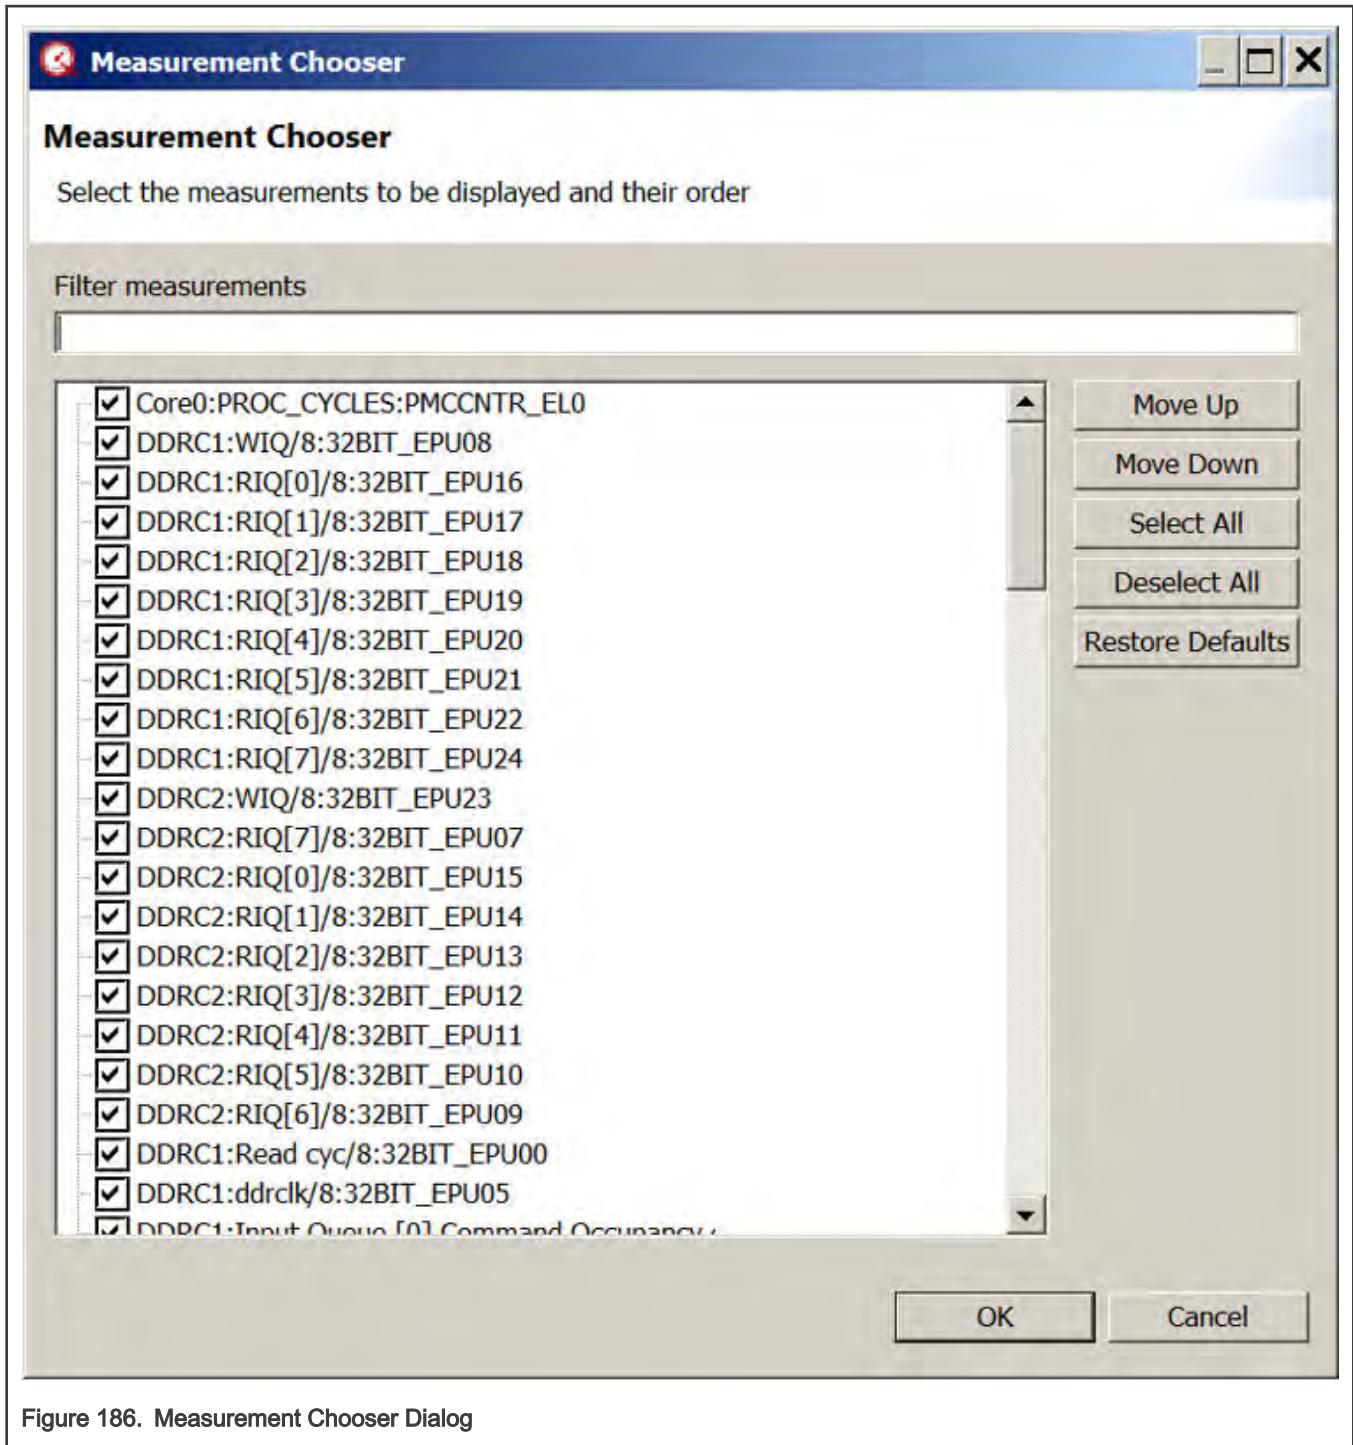 Measurement Chooser
Measurement Chooser
Select the measurements to be displayed and their order
Filter measurements
Core0:PROC_CYCLES:PMCCNTR_EL0
DDRC1:WIQ/8:32BIT_EPU08
DDRC1:RIQ[0]/8:32BIT_EPU16
DDRC1:RIQ[1]/8:32BIT_EPU17
DDRC1:RIQ[2]/8:32BIT_EPU18
DDRC1:RIQ[3]/8:32BIT_EPU19
DDRC1:RIQ[4]/8:32BIT_EPU20
DDRC1:RIQ[5]/8:32BIT_EPU21
DDRC1:RIQ[6]/8:32BIT_EPU22
DDRC1:RIQ[7]/8:32BIT_EPU24
DDRC2:WIQ/8:32BIT_EPU23
DDRC2:RIQ[7]/8:32BIT_EPU07
DDRC2:RIQ[0]/8:32BIT_EPU15
DDRC2:RIQ[1]/8:32BIT_EPU14
DDRC2:RIQ[2]/8:32BIT_EPU13
DDRC2:RIQ[3]/8:32BIT_EPU12
DDRC2:RIQ[4]/8:32BIT_EPU11
DDRC2:RIQ[5]/8:32BIT_EPU10
DDRC2:RIQ[6]/8:32BIT_EPU09
DDRC1:Read cyc/8:32BIT_EPU00
DDRC1:ddrclk/8:32BIT_EPU05
DDRC1:Input Queue [0] Command Occupancy
Move Up
Move Down
Select All
Deselect All
Restore Defaults
OK
Cancel
Figure 186. Measurement Chooser Dialog